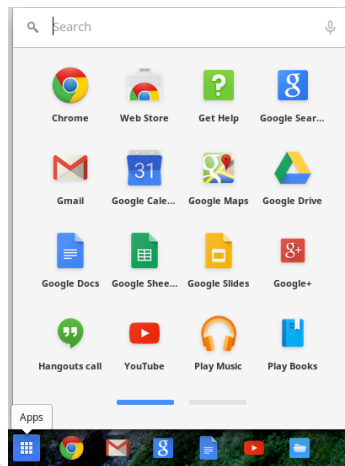 Search
Chrome
Web Store
Get Help
Google Sear...
31
Gmail
Google Cale...
Google Maps
Google Drive
Google Docs
Google Shee...
Google Slides
Google+
Hangouts call
YouTube
Play Music
Play Books
Apps